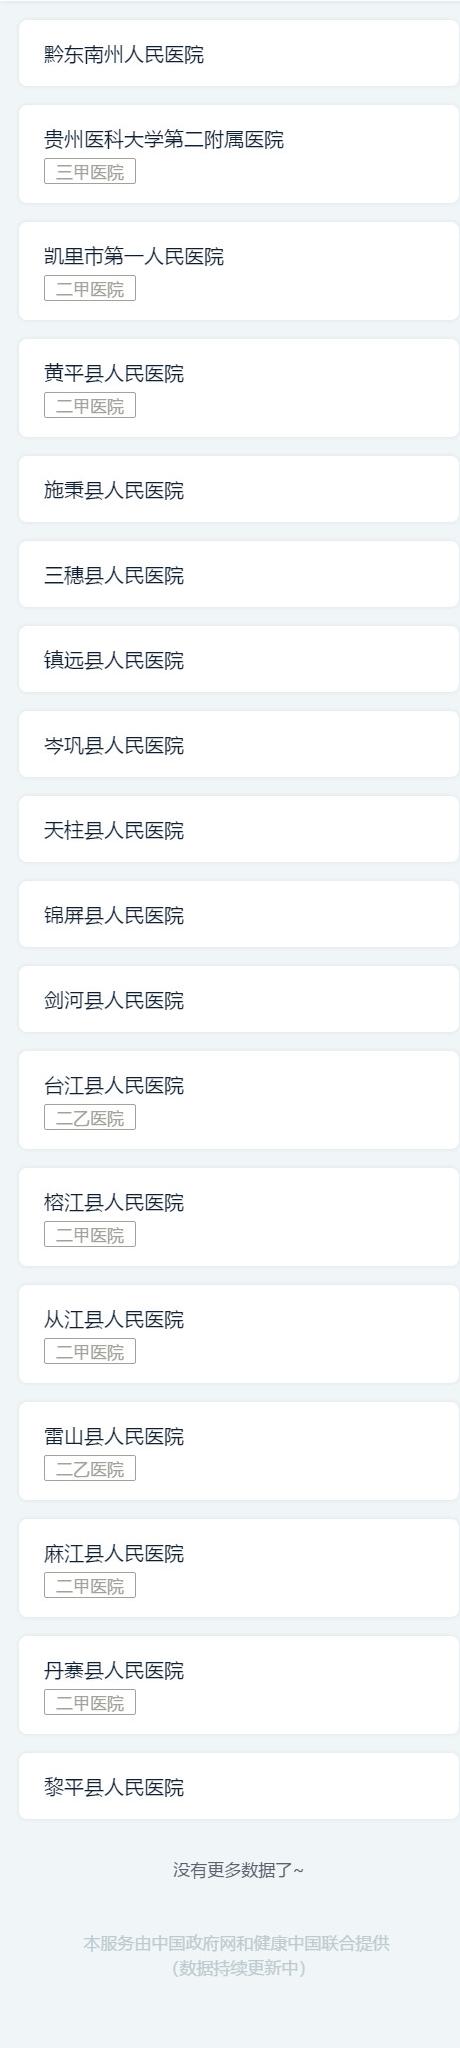 黔东南州人民医院
贵州医科大学第二附属医院
三甲医院
凯里市第一人民医院
二甲医院
黄平县人民医院
二甲医院
施秉县人民医院
三穗县人民医院
镇远县人民医院
岑巩县人民医院
天柱县人民医院
锦屏县人民医院
剑河县人民医院
台江县人民医院
二乙医院
榕江县人民医院
二甲医院
从江县人民医院
二甲医院
雷山县人民医院
二乙医院
麻江县人民医院
二甲医院
丹寨县人民医院
二甲医院
黎平县人民医院
没有更多数据了~
本服务由中国政府网和健康中国联合提供
（数据持续更新中）